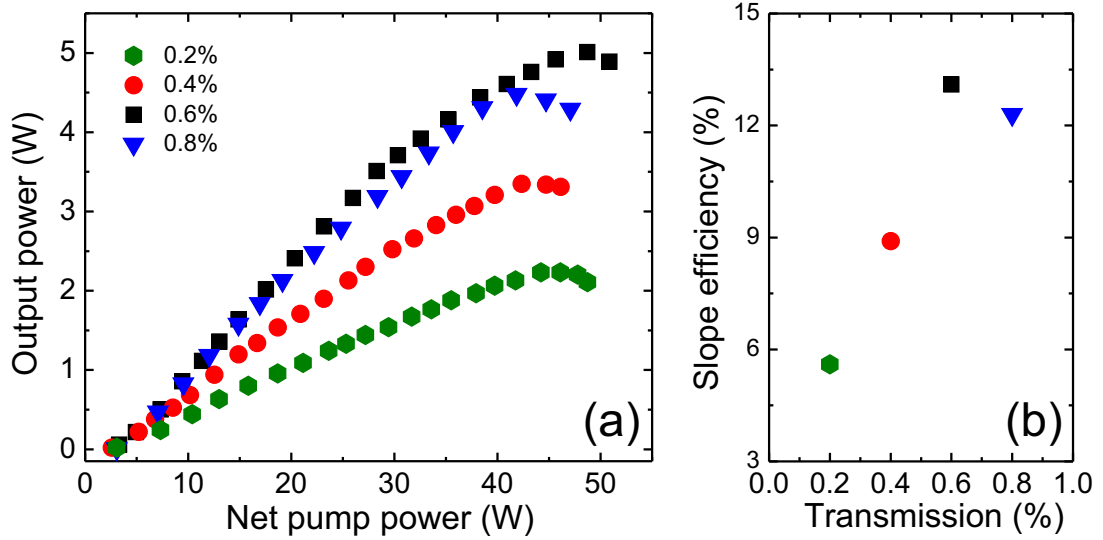 0.2%
0.4%
0.6%
0.8%
5
4
3
2
1
0
Output power (W)
0 10 20 30 40 50
Net pump power (W)
(a)
15
12
9
6
3
Slope efficiency (%)
0.0 0.2 0.4 0.6 0.8 1.0
Transmission (%)
(b)